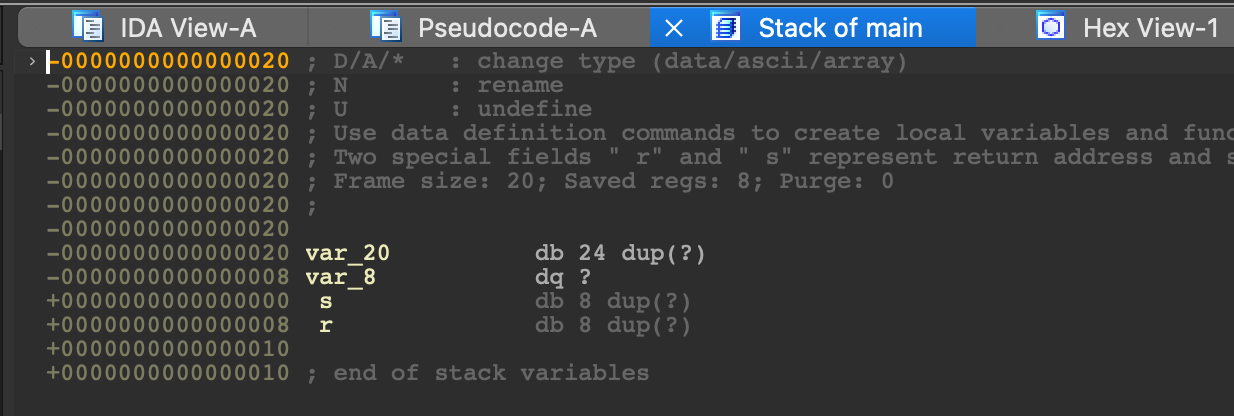 IDA View-A Pseudocode-A Stack of main Hex View-1
-0000000000000020 ; D/A/* : change type (data/ascii/array)
-0000000000000020 ; N : rename
-0000000000000020 ; U : undefine
-0000000000000020 ; Use data definition commands to create local variables and func
-0000000000000020 ; Two special fields " r" and " s" represent return address and s
-0000000000000020 ; Frame size: 20; Saved regs: 8; Purge: 0
-0000000000000020 ;
-0000000000000020
-0000000000000020 var_20 db 24 dup(?)
-0000000000000008 var_8 dq ?
+0000000000000000 s db 8 dup(?)
+0000000000000008 r db 8 dup(?)
+0000000000000010
+0000000000000010 ; end of stack variables